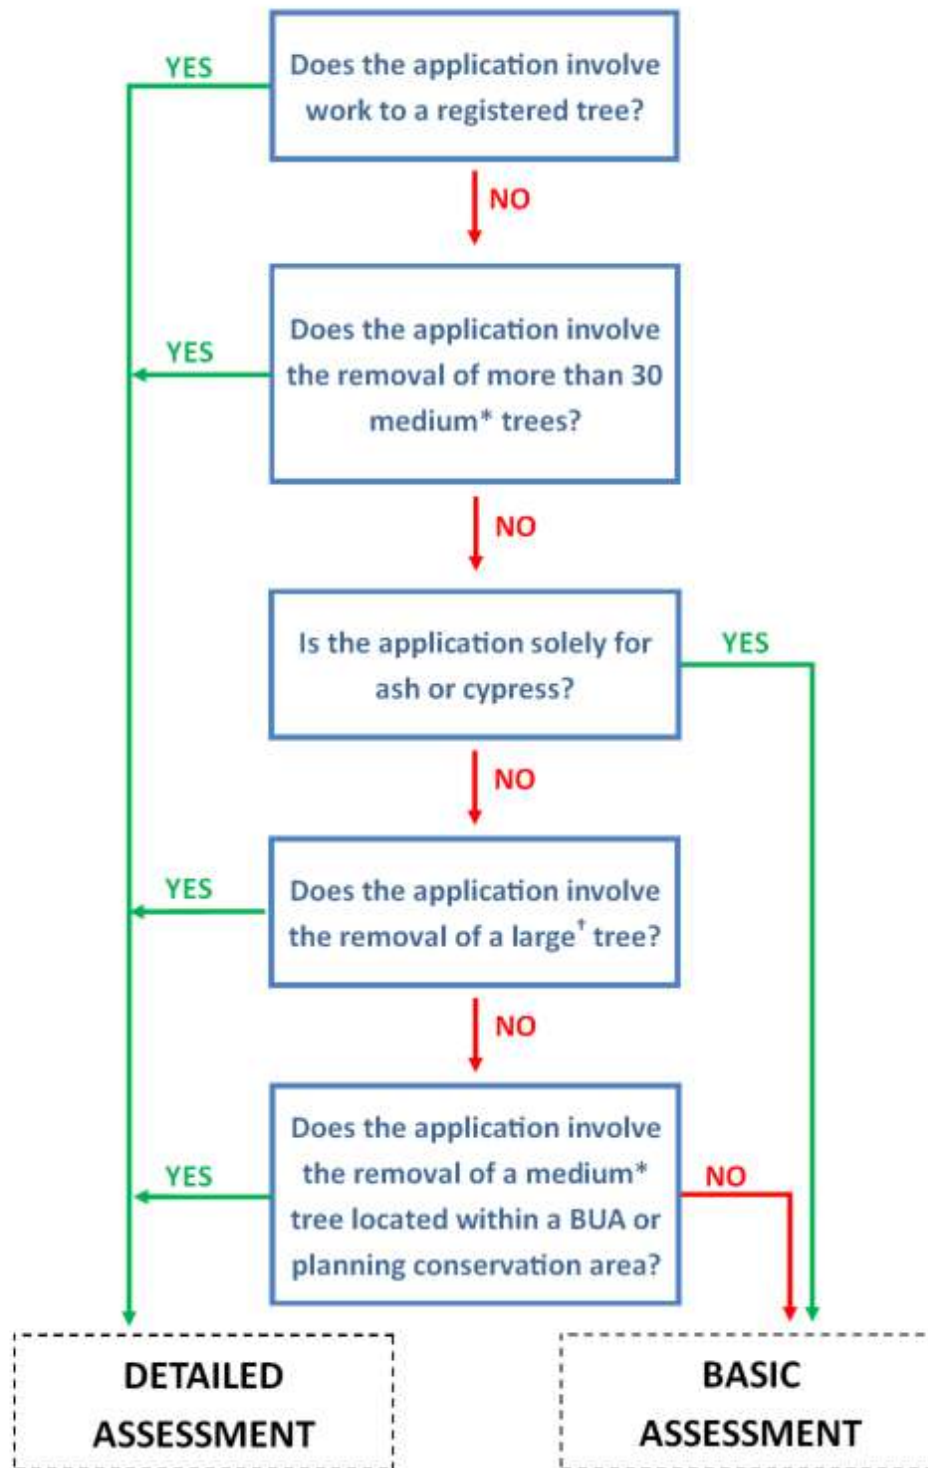 Does the application involve
work to a registered tree?
YES
NO
Does the application involve
the removal of more than 30
medium* trees?
YES
NO
Is the application solely for
ash or cypress?
YES
NO
Does the application involve
the removal of a large† tree?
YES
NO
Does the application involve
the removal of a medium*
tree located within a BUA or
planning conservation area?
YES
NO
DETAILED
ASSESSMENT
BASIC
ASSESSMENT